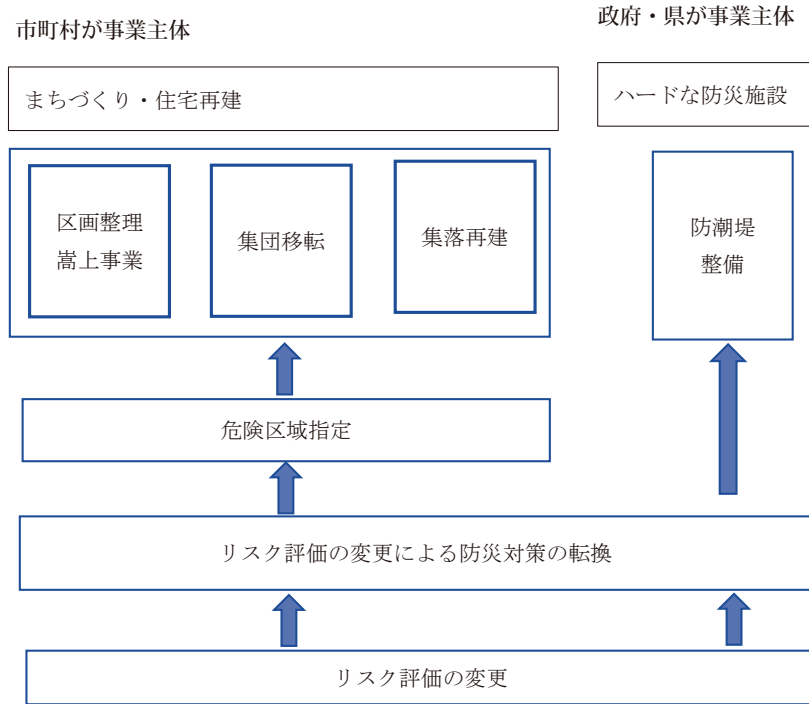 市町村が事業主体
政府・県が事業主体
まちづくり・住宅再建
ハードな防災施設
区画整理
嵩上事業
集団移転
集落再建
防潮堤
整備
危険区域指定
リスク評価の変更による防災対策の転換
リスク評価の変更